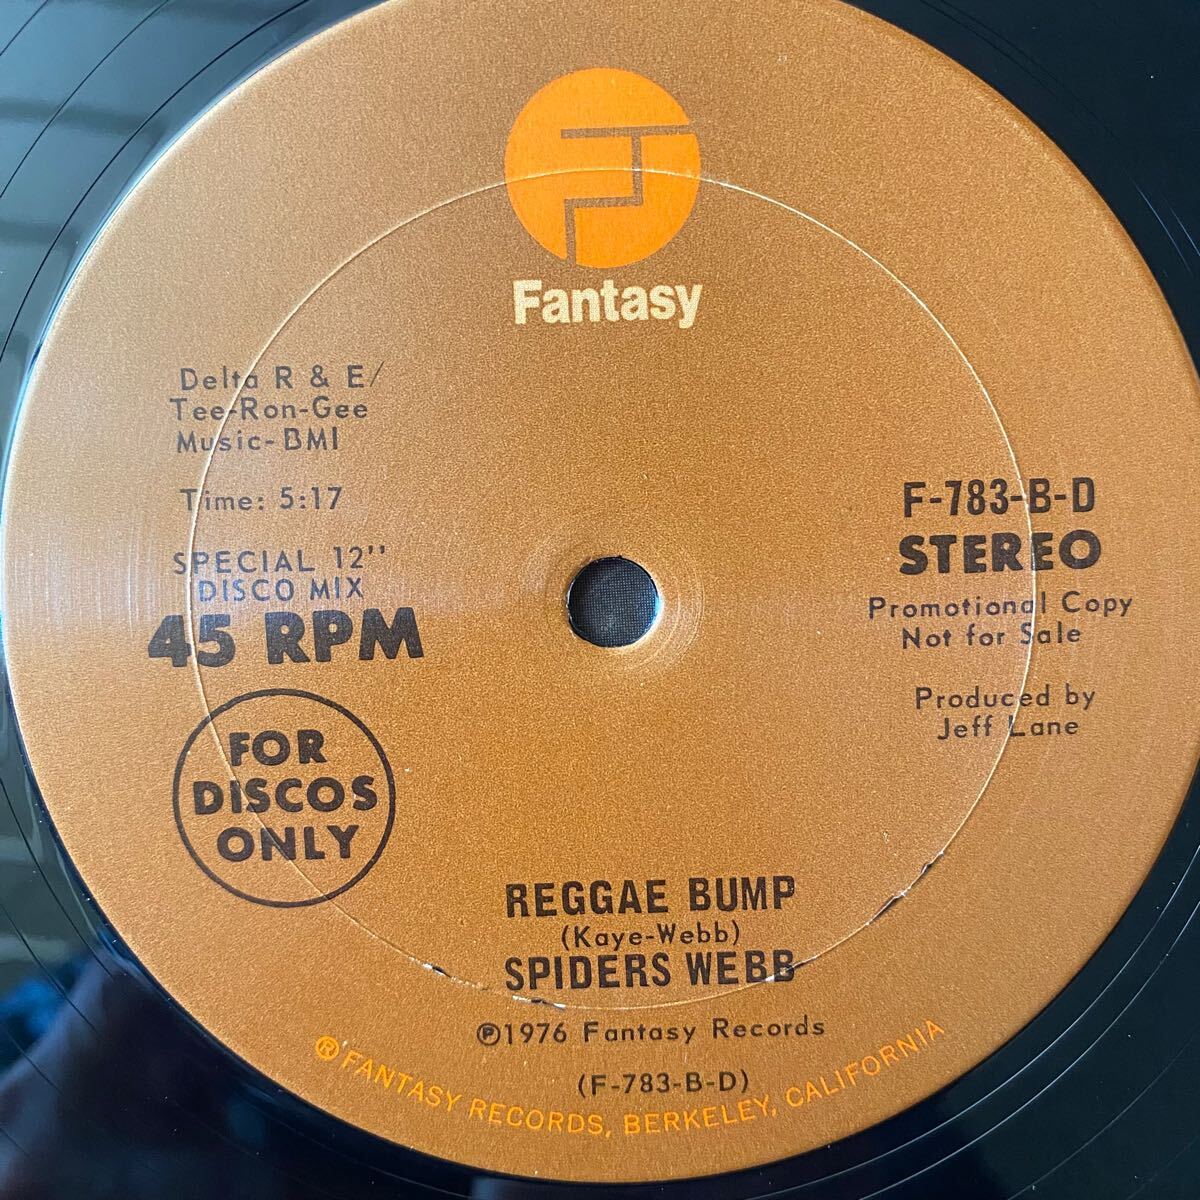 Fantasy
Delta R & E/
Tee-Ron-Gee
Music-BMI
Time: 5:17
SPECIAL 12''
DISCO MIX
45 RPM
FOR
DISCOS
ONLY
F-783-B-D
STEREO
Promotional Copy
Not for Sale
Produced by
Jeff Lane
REGGAE BUMP
(Kaye-Webb)
SPIDERS WEBB
℗1976 Fantasy Records
(F-783-B-D)
® FANTASY RECORDS, BERKELEY, CALIFORNIA